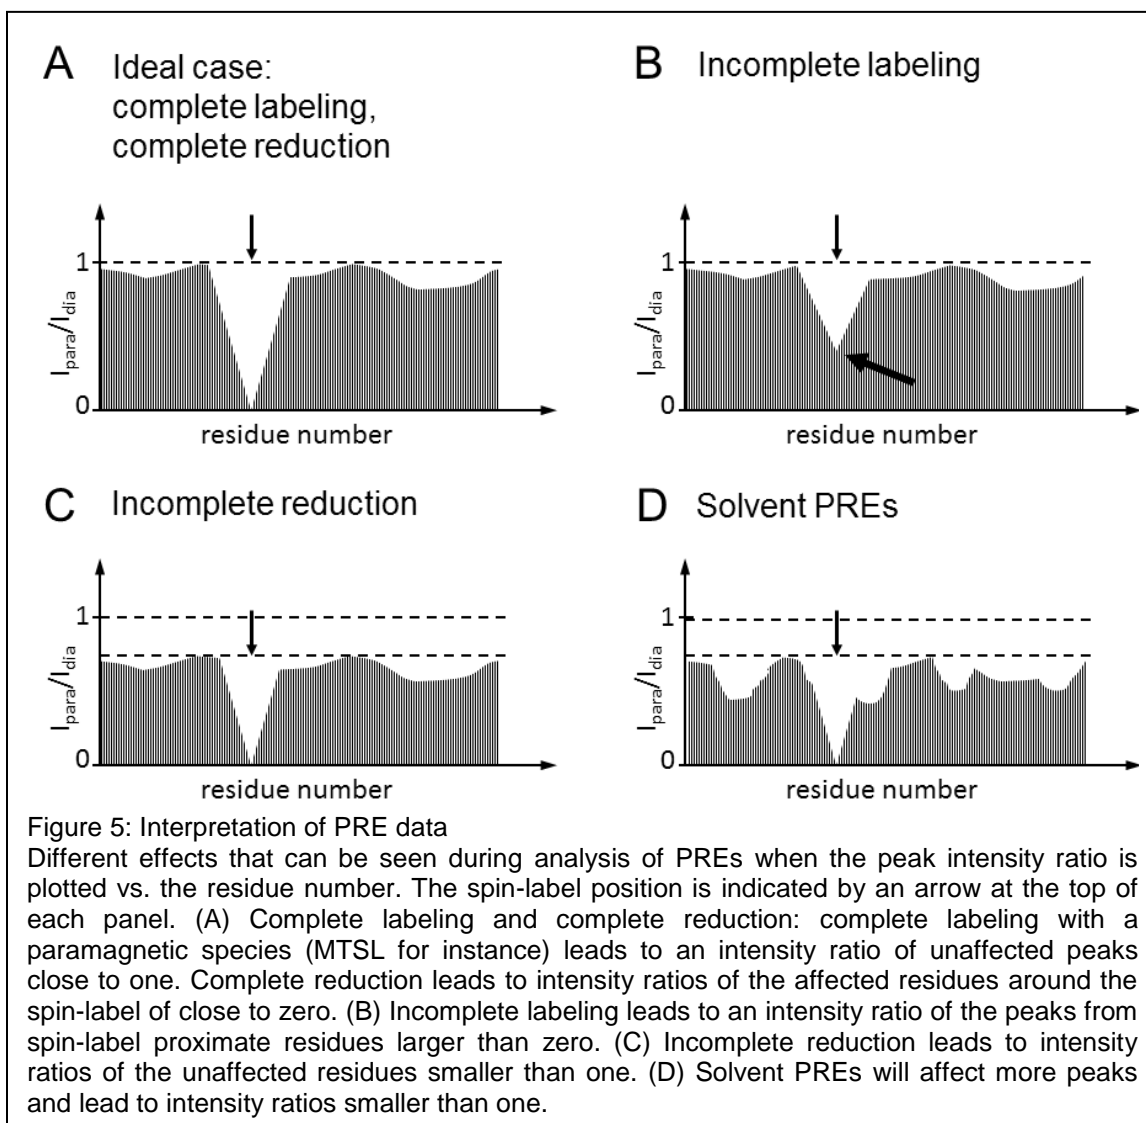 A Ideal case:
complete labeling,
complete reduction
1
0
I_para/I_dia
residue number
B Incomplete labeling
1
0
I_para/I_dia
residue number
C Incomplete reduction
1
0
I_para/I_dia
residue number
D Solvent PREs
1
0
I_para/I_dia
residue number
Figure 5: Interpretation of PRE data
Different effects that can be seen during analysis of PREs when the peak intensity ratio is
plotted vs. the residue number. The spin-label position is indicated by an arrow at the top of
each panel. (A) Complete labeling and complete reduction: complete labeling with a
paramagnetic species (MTSL for instance) leads to an intensity ratio of unaffected peaks
close to one. Complete reduction leads to intensity ratios of the affected residues around the
spin-label of close to zero. (B) Incomplete labeling leads to an intensity ratio of the peaks from
spin-label proximate residues larger than zero. (C) Incomplete reduction leads to intensity
ratios of the unaffected residues smaller than one. (D) Solvent PREs will affect more peaks
and lead to intensity ratios smaller than one.